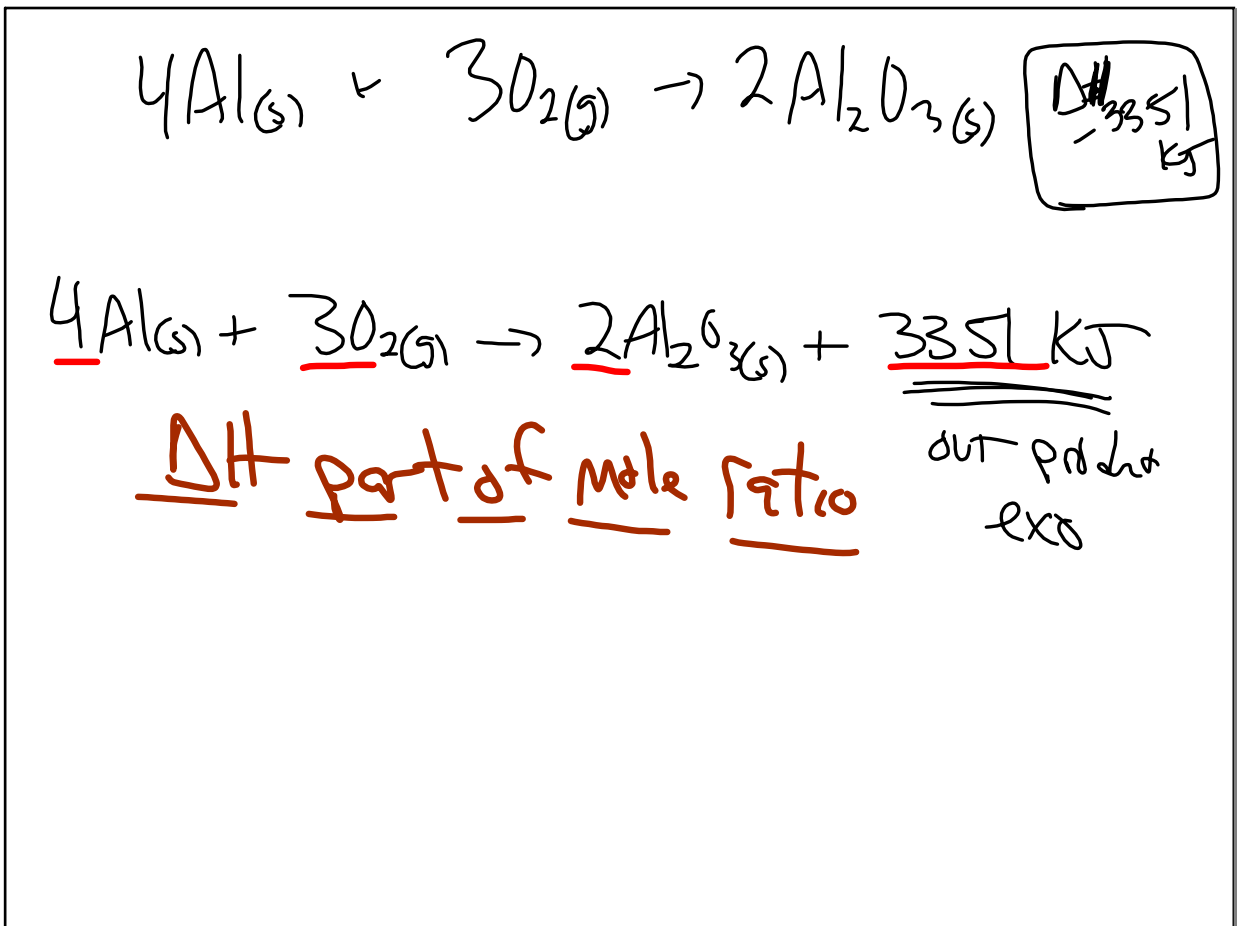 4Al(s) + 3O₂(g) → 2Al₂O₃(s) ΔH -3351 KJ
4Al(s) + 3O₂(g) → 2Al₂O₃(s) + 3351 KJ
ΔH part of mole ratio
out product
exo